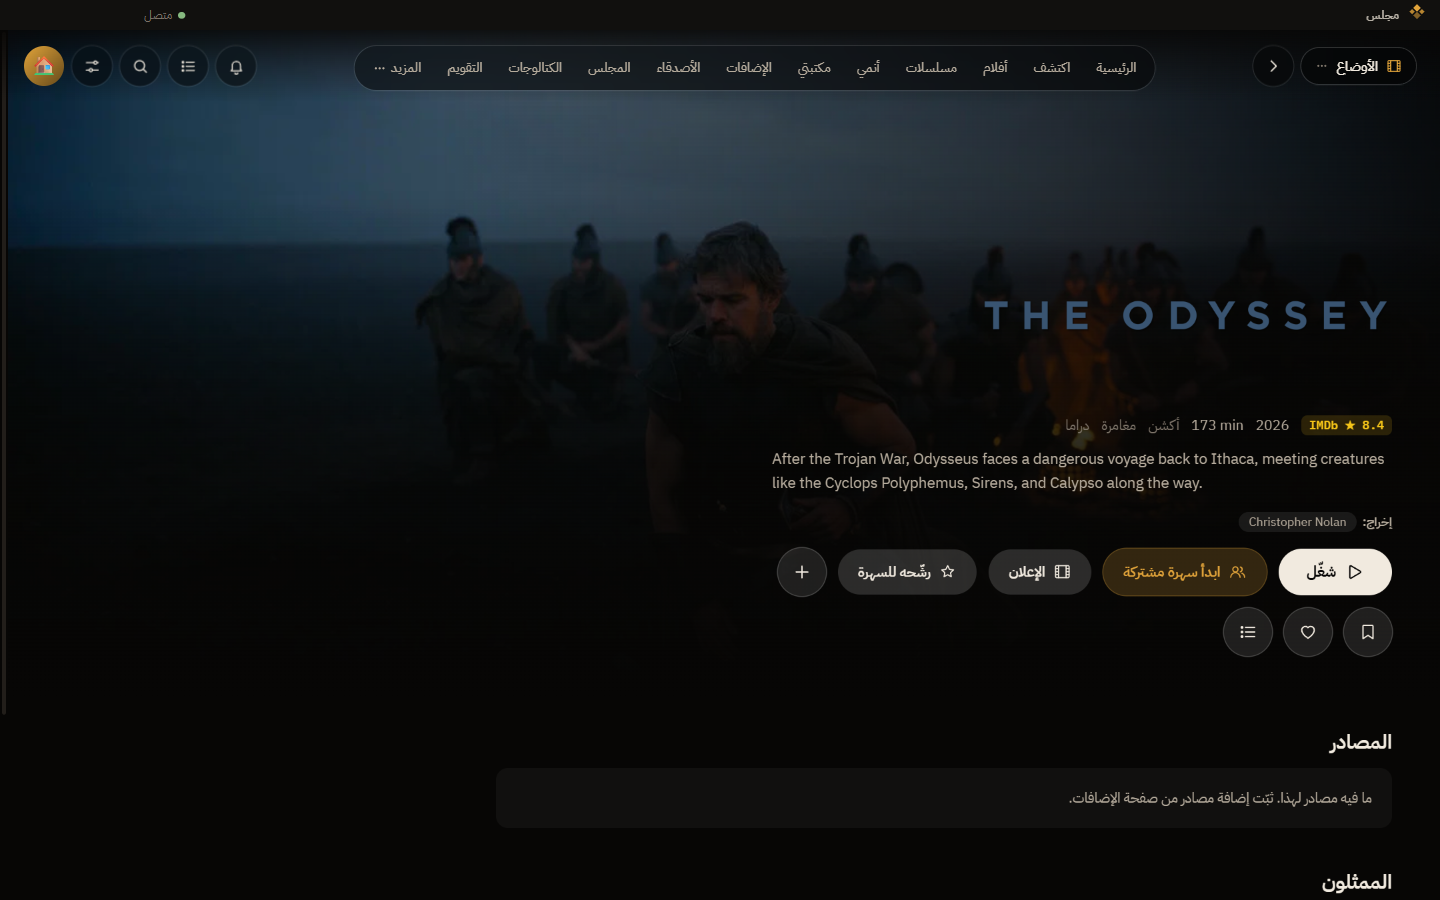 مجلس
متصل
الأوضاع ...
الرئيسية اكتشف أفلام مسلسلات أنمي مكتبتي الإضافات الأصدقاء المجلس الكتالوجات التقويم المزيد ...
THE ODYSSEY
IMDb ★ 8.4 2026 173 min أكشن مغامرة دراما
After the Trojan War, Odysseus faces a dangerous voyage back to Ithaca, meeting creatures
like the Cyclops Polyphemus, Sirens, and Calypso along the way.
إخراج: Christopher Nolan
شغّل ابدأ سهرة مشتركة الإعلان رشّحه للسهرة
المصادر
ما فيه مصادر لهذا. ثبّت إضافة مصادر من صفحة الإضافات.
الممثلون